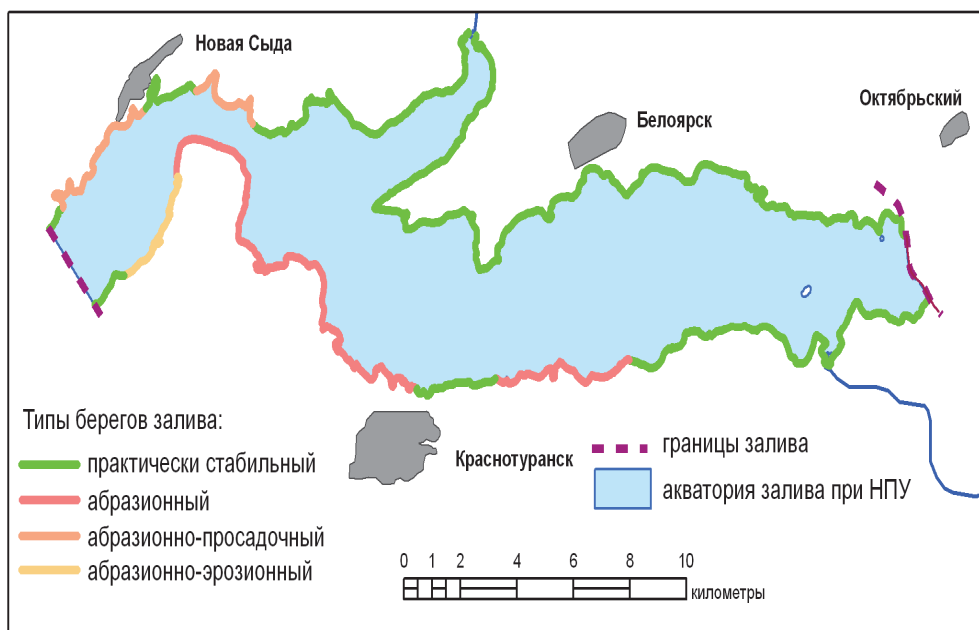 Новая Сыда
Октябрьский
Белоярск
Краснотуранск
Типы берегов залива:
практически стабильный
абразионный
абразионно-просадочный
абразионно-эрозионный
границы залива
акватория залива при НПУ
0 1 2 4 6 8 10
километры